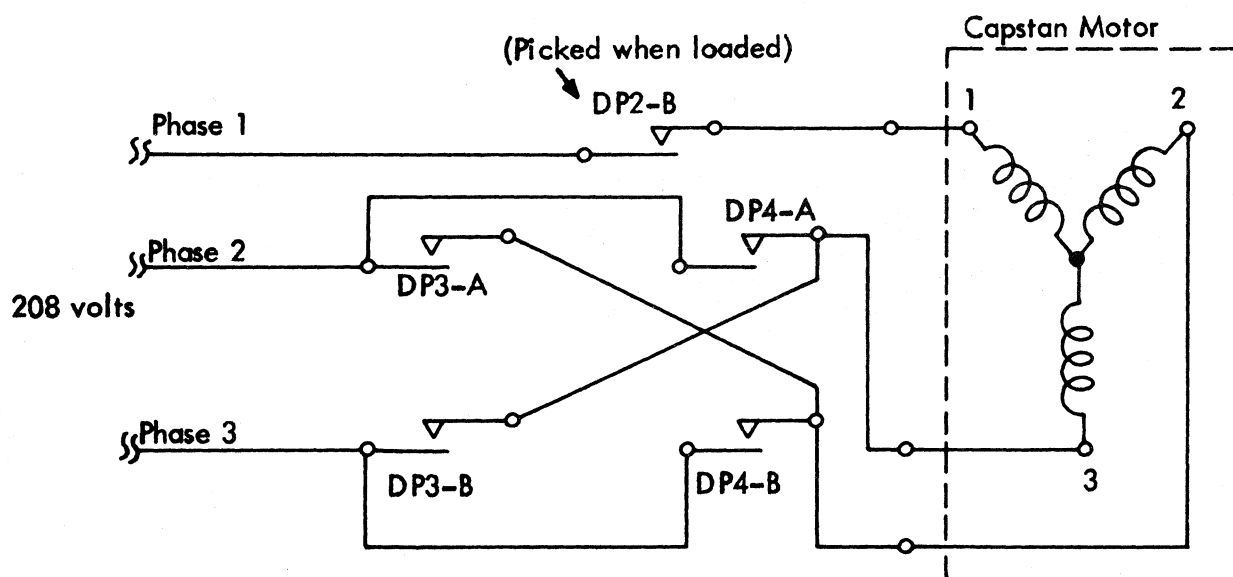 Capstan Motor
(Picked when loaded)
DP2-B
1
2
Phase 1
DP4-A
Phase 2
DP3-A
208 volts
Phase 3
DP3-B
DP4-B
3